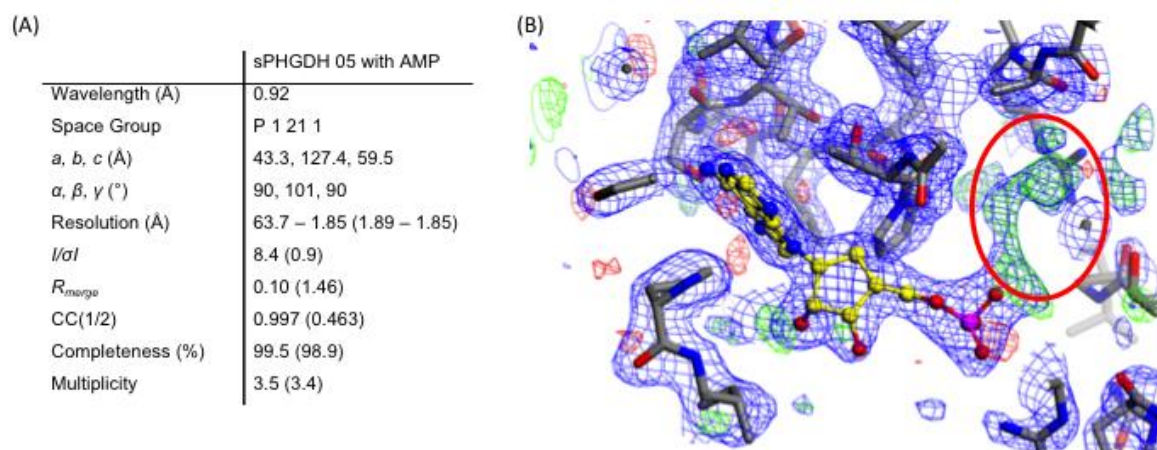 (A)
(B)
sPHGDH 05 with AMP
Wavelength (Å) 0.92
Space Group P 1 21 1
a, b, c (Å) 43.3, 127.4, 59.5
α, β, γ (°) 90, 101, 90
Resolution (Å) 63.7 – 1.85 (1.89 – 1.85)
I/σI 8.4 (0.9)
Rmerge 0.10 (1.46)
CC(1/2) 0.997 (0.463)
Completeness (%) 99.5 (98.9)
Multiplicity 3.5 (3.4)